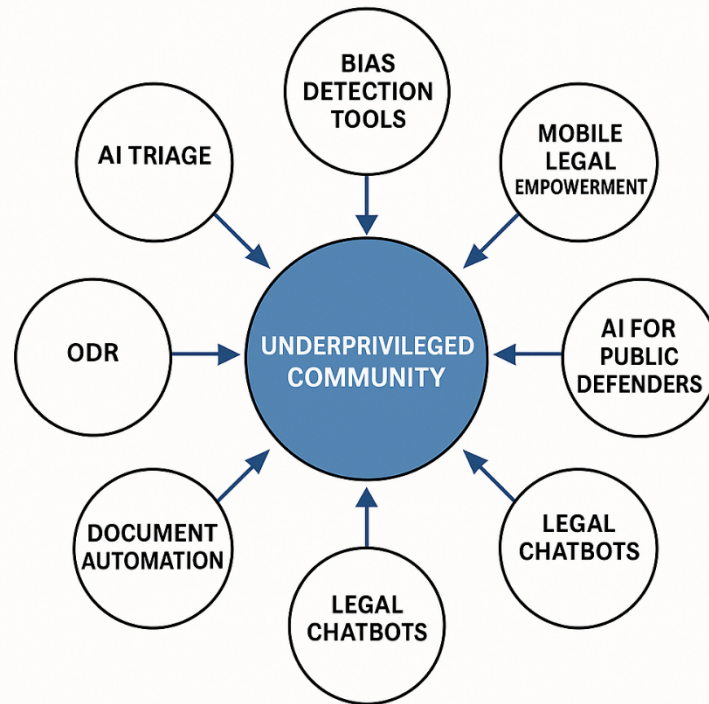 BIAS
DETECTION
TOOLS
MOBILE
LEGAL
EMPOWERMENT
AI TRIAGE
UNDERPRIVILEGED
COMMUNITY
AI FOR
PUBLIC
DEFENDERS
ODR
LEGAL
CHATBOTS
DOCUMENT
AUTOMATION
LEGAL
CHATBOTS